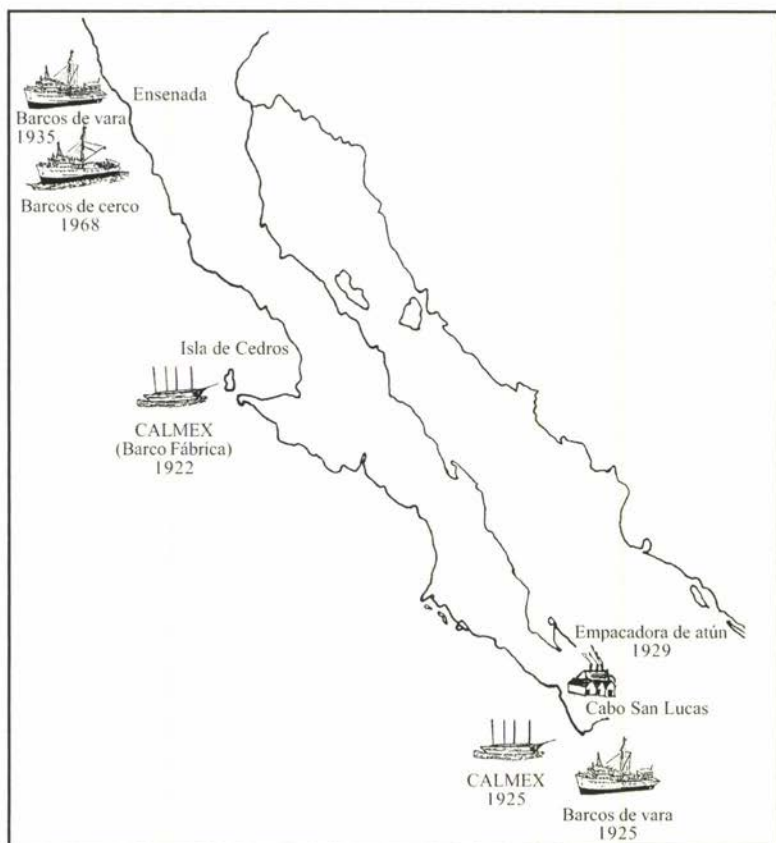 Ensenada
Barcos de vara
1935
Barcos de cerco
1968
Isla de Cedros
CALMEX
(Barco Fábrica)
1922
Empacadora de atún
1929
Cabo San Lucas
CALMEX
1925
Barcos de vara
1925